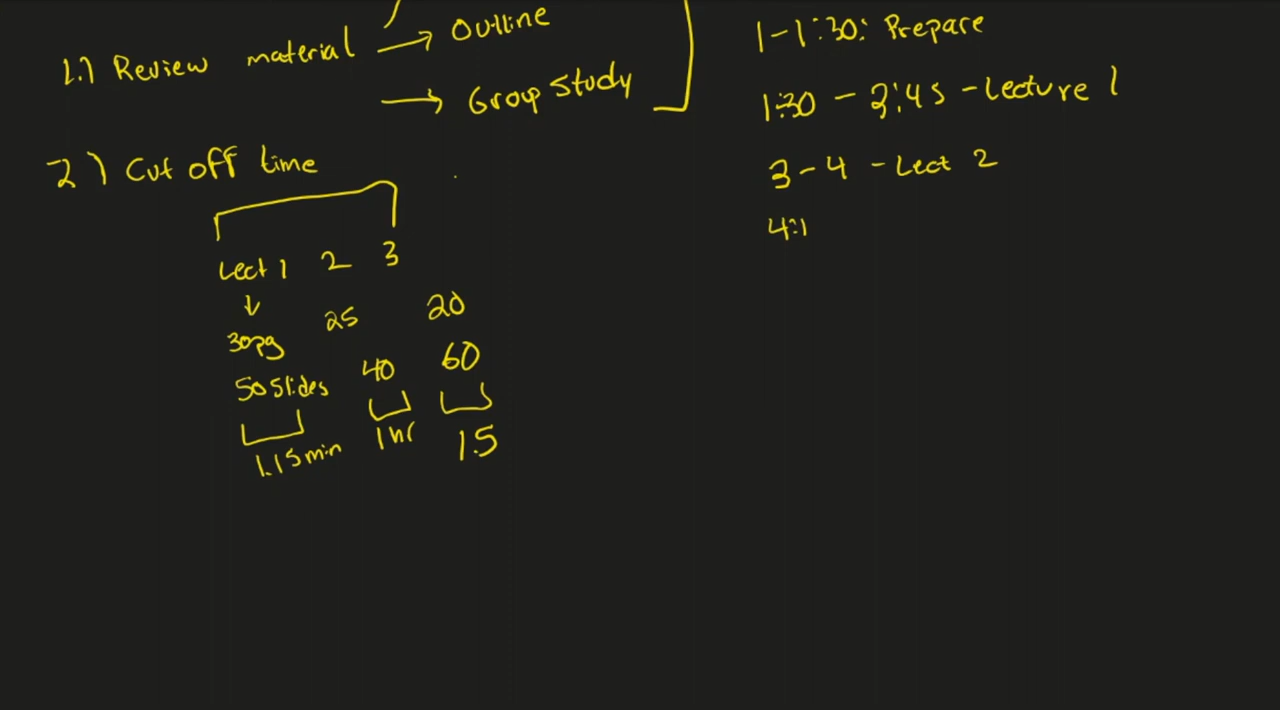 1.) Review material → Outline
→ Group Study
2.) Cut off time
Lect 1 2 3
30pg 25 20
50 Slides 40 60
1.15min 1hr 1.5
1-1:30: Prepare
1:30 - 2:45 - Lecture 1
3-4 - Lect 2
4:1